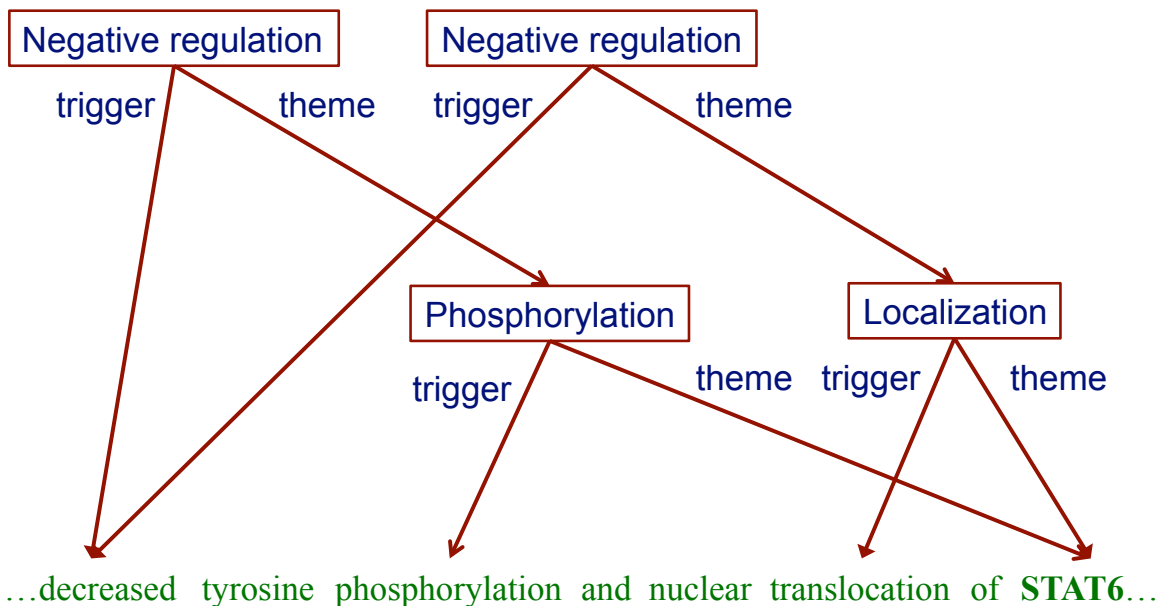 Negative regulation Negative regulation
trigger theme trigger theme
Phosphorylation Localization
trigger theme trigger theme
…decreased tyrosine phosphorylation and nuclear translocation of STAT6…